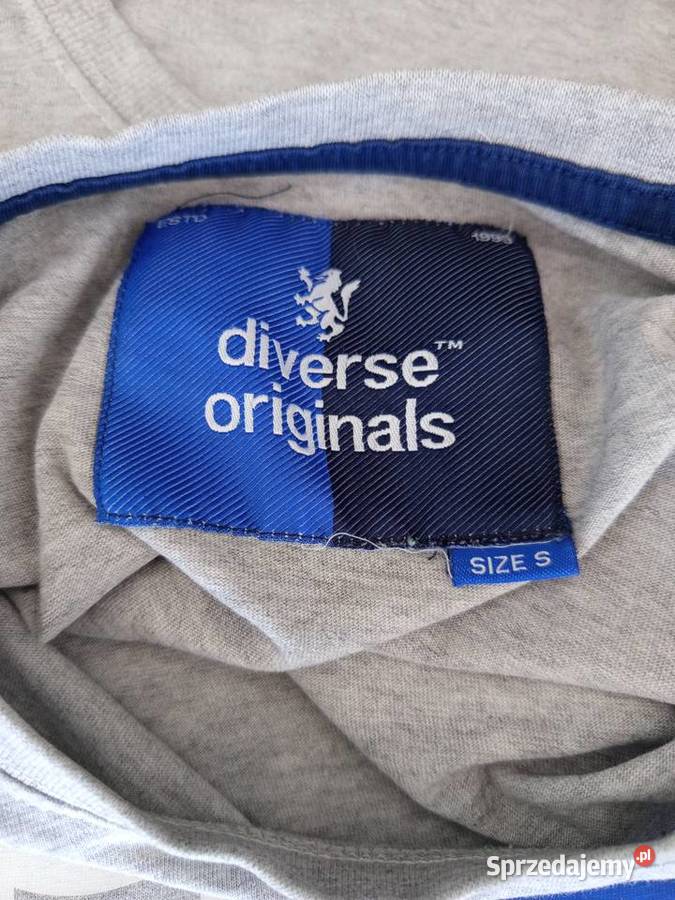 ESTD 1993
diverse™
originals
SIZE S
Sprzedajemy.pl